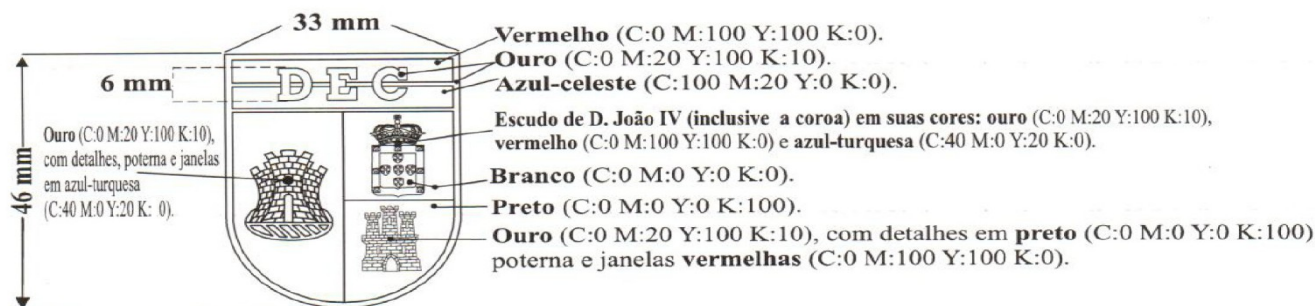 33 mm
6 mm
46 mm
D E C
Vermelho (C:0 M:100 Y:100 K:0).
Ouro (C:0 M:20 Y:100 K:10).
Azul-celeste (C:100 M:20 Y:0 K:0).
Ouro (C:0 M:20 Y:100 K:10),
com detalhes, poterna e janelas
em azul-turquesa
(C:40 M:0 Y:20 K: 0).
Escudo de D. João IV (inclusive a coroa) em suas cores: ouro (C:0 M:20 Y:100 K:10),
vermelho (C:0 M:100 Y:100 K:0) e azul-turquesa (C:40 M:0 Y:20 K:0).
Branco (C:0 M:0 Y:0 K:0).
Preto (C:0 M:0 Y:0 K:100).
Ouro (C:0 M:20 Y:100 K:10), com detalhes em preto (C:0 M:0 Y:0 K:100)
poterna e janelas vermelhas (C:0 M:100 Y:100 K:0).